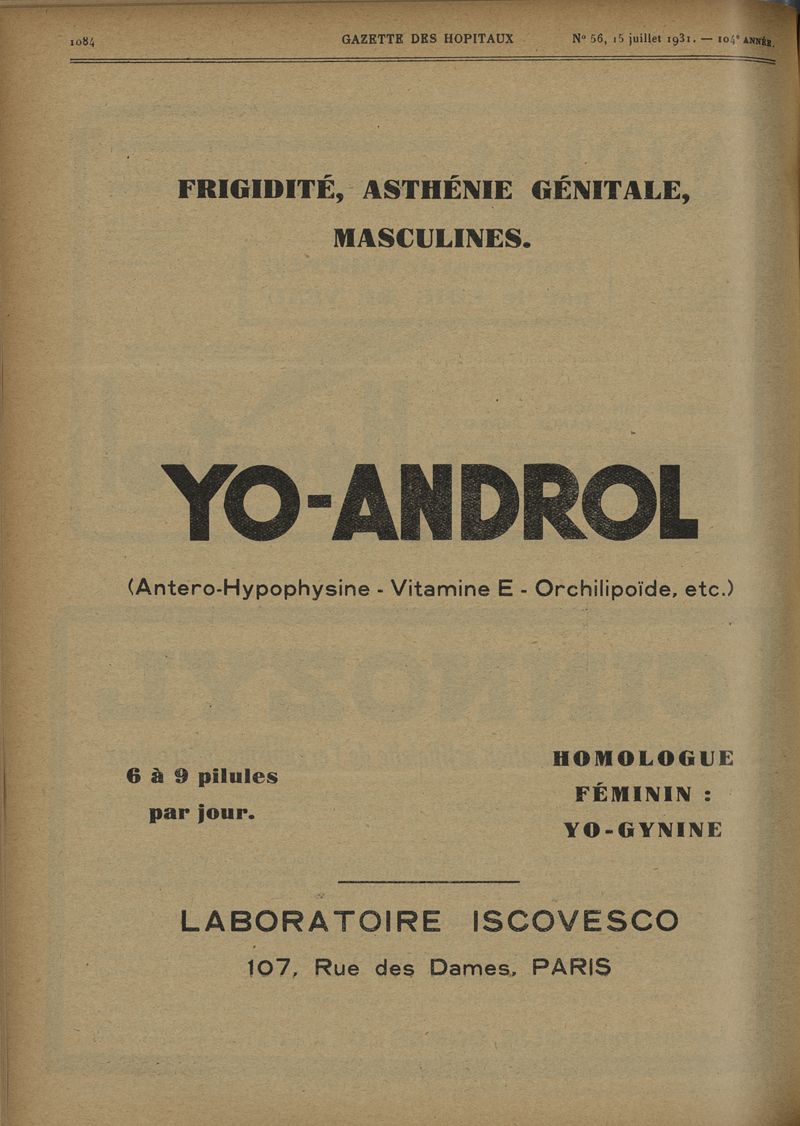 1084 GAZETTE DES HOPITAUX Nº 56, 15 juillet 1931. — 104e ANNÉE.
FRIGIDITÉ, ASTHÉNIE GÉNITALE,
MASCULINES.
YO-ANDROL
(Antero-Hypophysine - Vitamine E - Orchilipoïde, etc.)
6 à 9 pilules
par jour.
HOMOLOGUE
FÉMININ :
YO-GYNINE
LABORATOIRE ISCOVESCO
107, Rue des Dames, PARIS